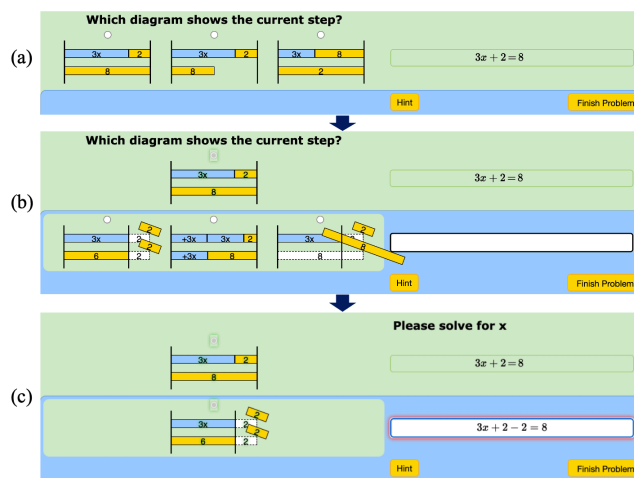 Which diagram shows the current step?
(a)
3x 2
8
3x 2
8
3x 8
2
3x + 2 = 8
Hint
Finish Problem
Which diagram shows the current step?
(b)
3x 2
8
3x + 2 = 8
3x 2 2
6 2 2
+3x 3x 2
+3x 8
3x 2
8 8
Hint
Finish Problem
Please solve for x
(c)
3x 2
8
3x + 2 = 8
3x 2 2
6 2 2
3x + 2 − 2 = 8
Hint
Finish Problem